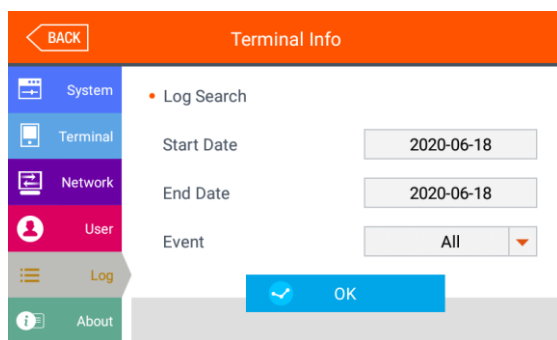 BACK
Terminal Info
System
Terminal
Network
User
Log
About
Log Search
Start Date 2020-06-18
End Date 2020-06-18
Event All
OK